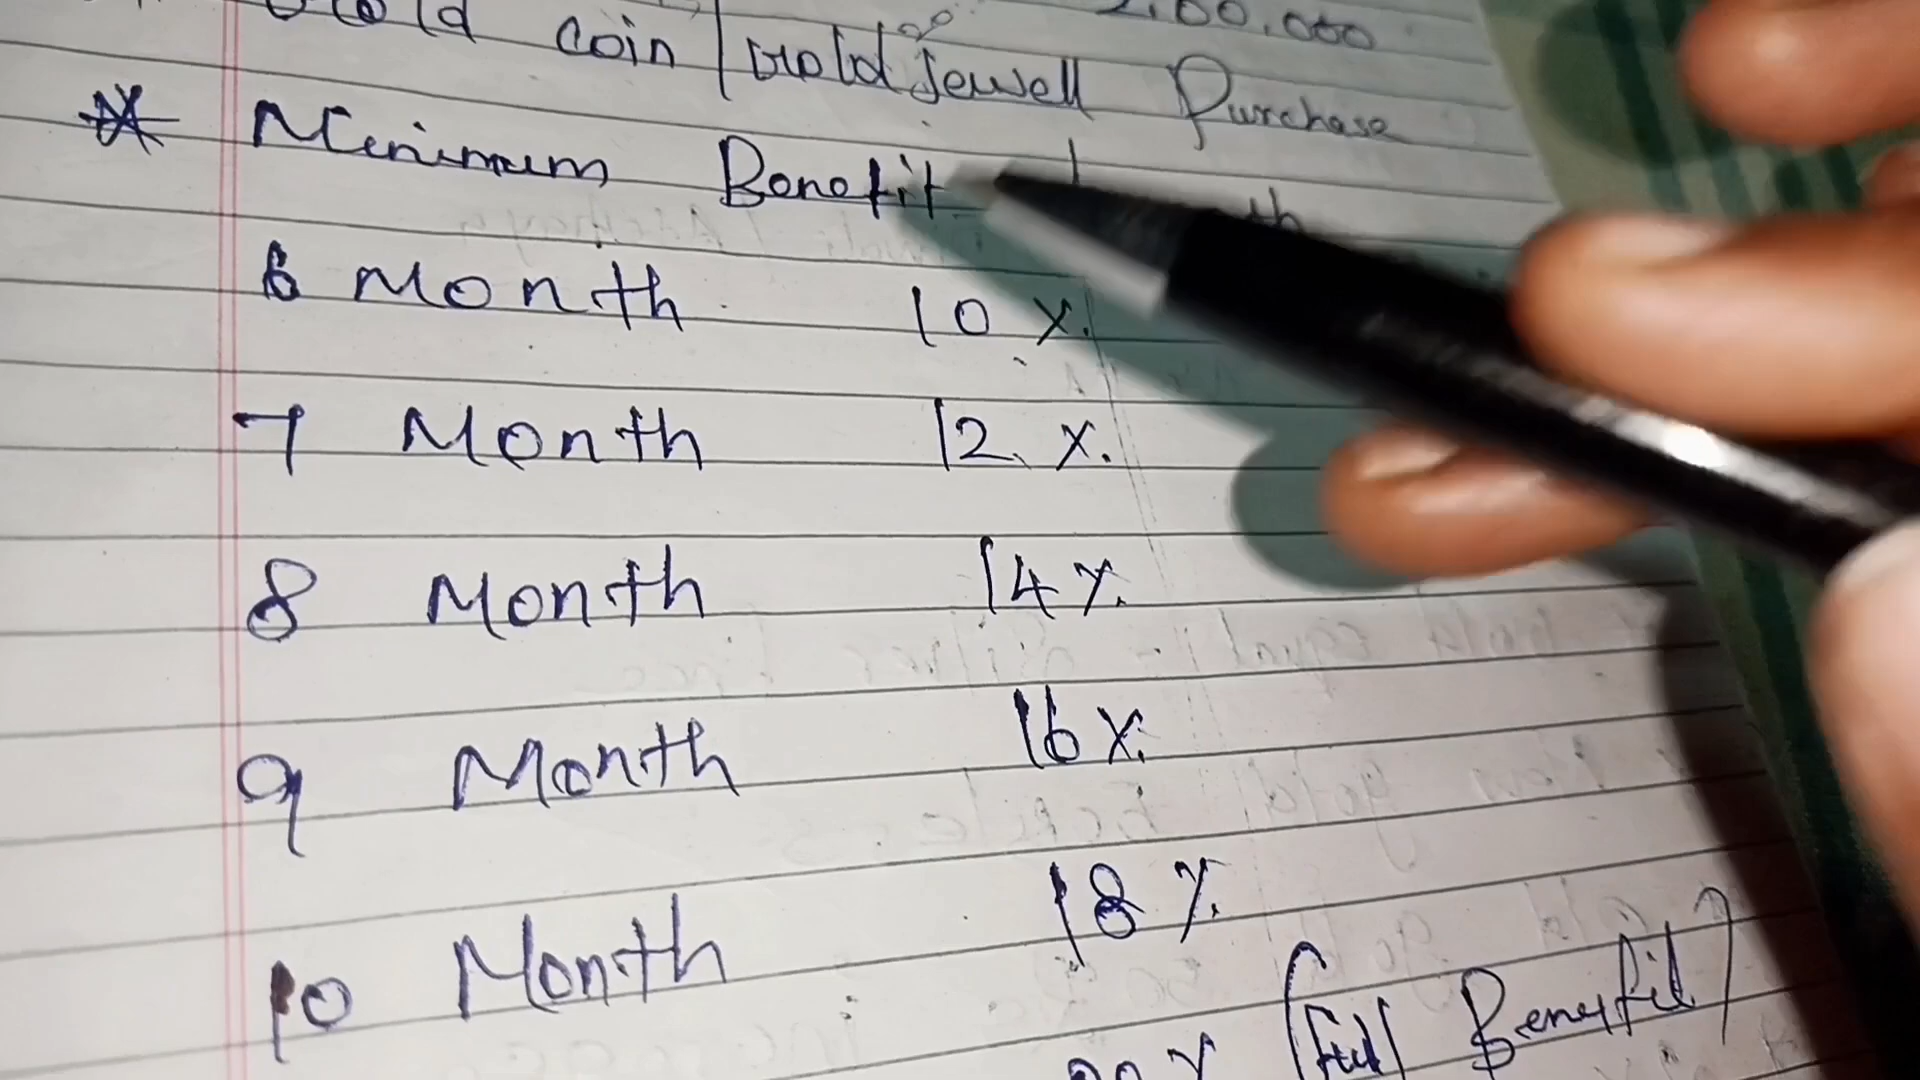 Gold coin | Gold Jewell Purchase
* Minimum Benefit
6 Month 10 %
7 Month 12 %
8 Month 14 %
9 Month 16 %
10 Month 18 %
(Full Benefit)